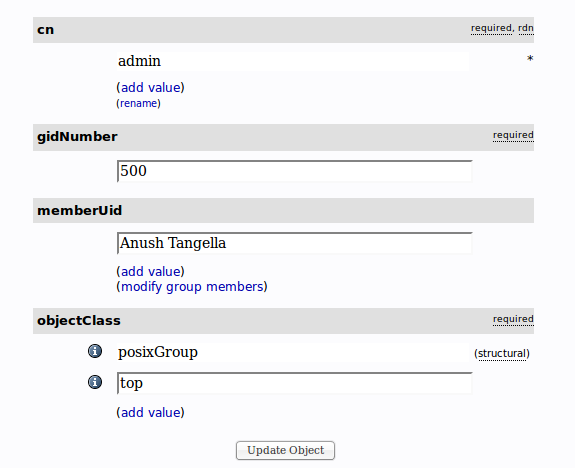 cn required, rdn
admin *
(add value)
(rename)
gidNumber required
500
memberUid
Anush Tangella
(add value)
(modify group members)
objectClass required
posixGroup (structural)
top
(add value)
Update Object